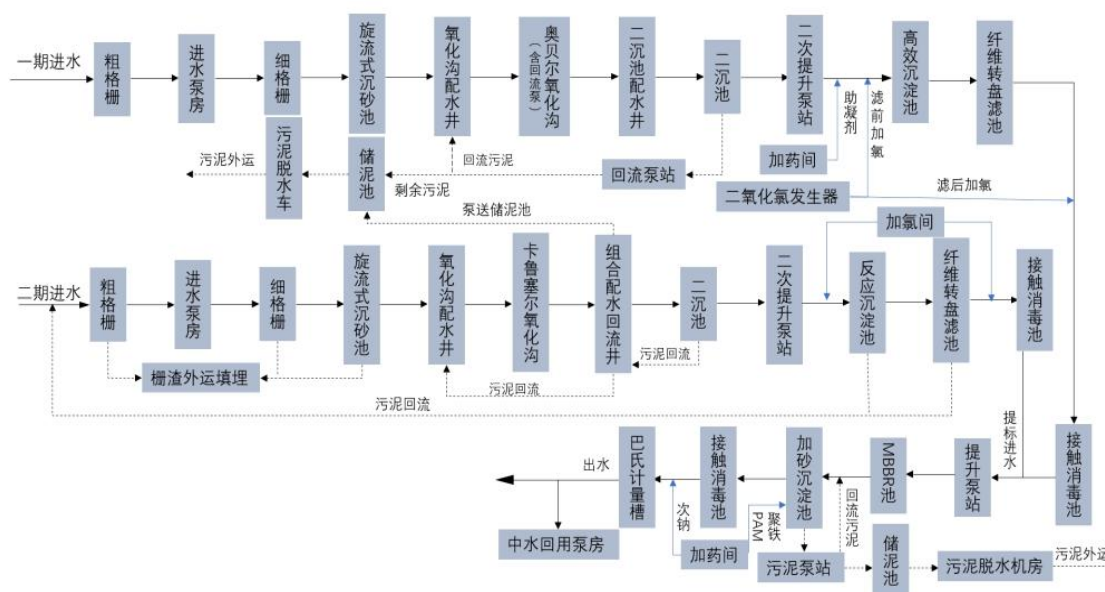 一期进水
粗格栅
进水泵房
细格栅
旋流式沉砂池
氧化沟配水井
奥贝尔氧化沟
（含回流泵）
二沉池配水井
二沉池
二次提升泵站
助凝剂
滤前加氯
高效沉淀池
纤维转盘滤池
污泥外运
污泥脱水车
储泥池
剩余污泥
回流污泥
回流泵站
加药间
二氧化氯发生器
滤后加氯
泵送储泥池
加氯间
二期进水
粗格栅
进水泵房
细格栅
旋流式沉砂池
氧化沟配水井
卡鲁塞尔氧化沟
组合配水回流井
二沉池
二次提升泵站
反应沉淀池
纤维转盘滤池
接触消毒池
栅渣外运填埋
污泥回流
污泥回流
污泥回流
出水
巴氏计量槽
接触消毒池
加砂沉淀池
MBBR池
提升泵站
提标进水
接触消毒池
中水回用泵房
次钠
加药间
聚铁
PAM
回流污泥
污泥泵站
储泥池
污泥脱水机房
污泥外运